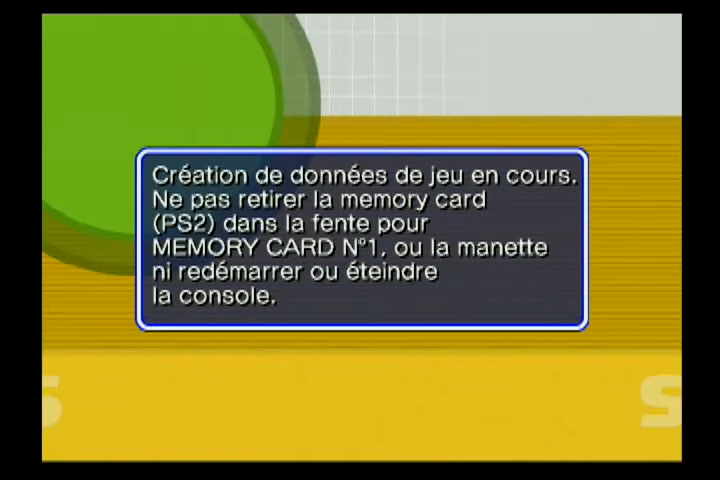 Création de données de jeu en cours.
Ne pas retirer la memory card
(PS2) dans la fente pour
MEMORY CARD N°1, ou la manette
ni redémarrer ou éteindre
la console.
S S